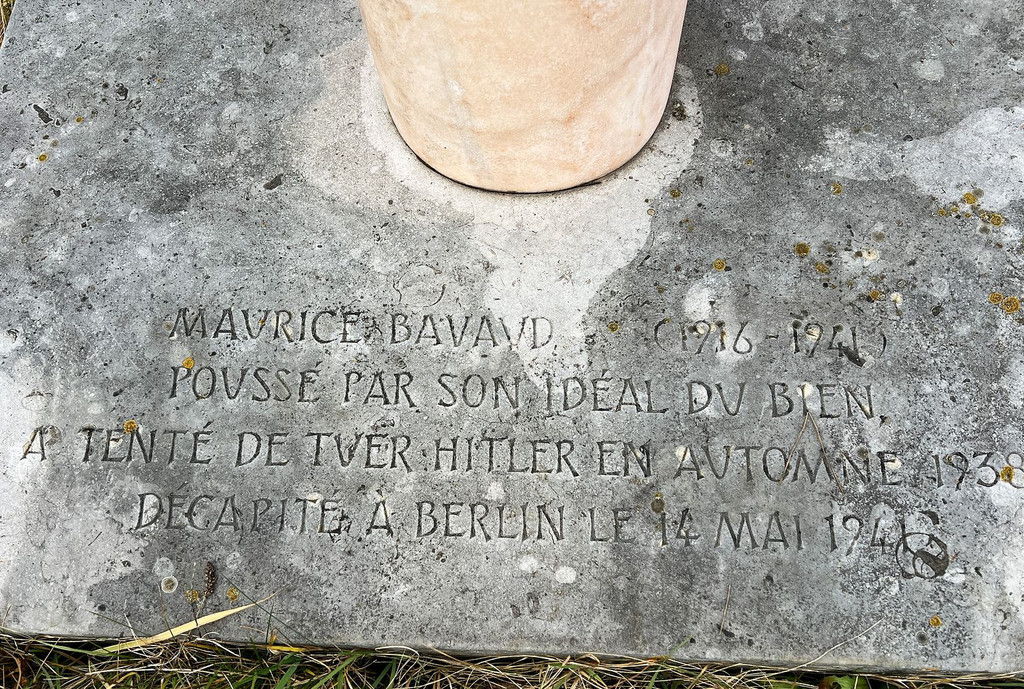 MAVRICE BAVAVD (1916-1941)
POVSSÉ PAR SON IDÉAL DV BIEN,
A TENTÉ DE TVER HITLER EN AVTOMNE 1938
DÉCAPITÉ À BERLIN LE 14 MAI 1941